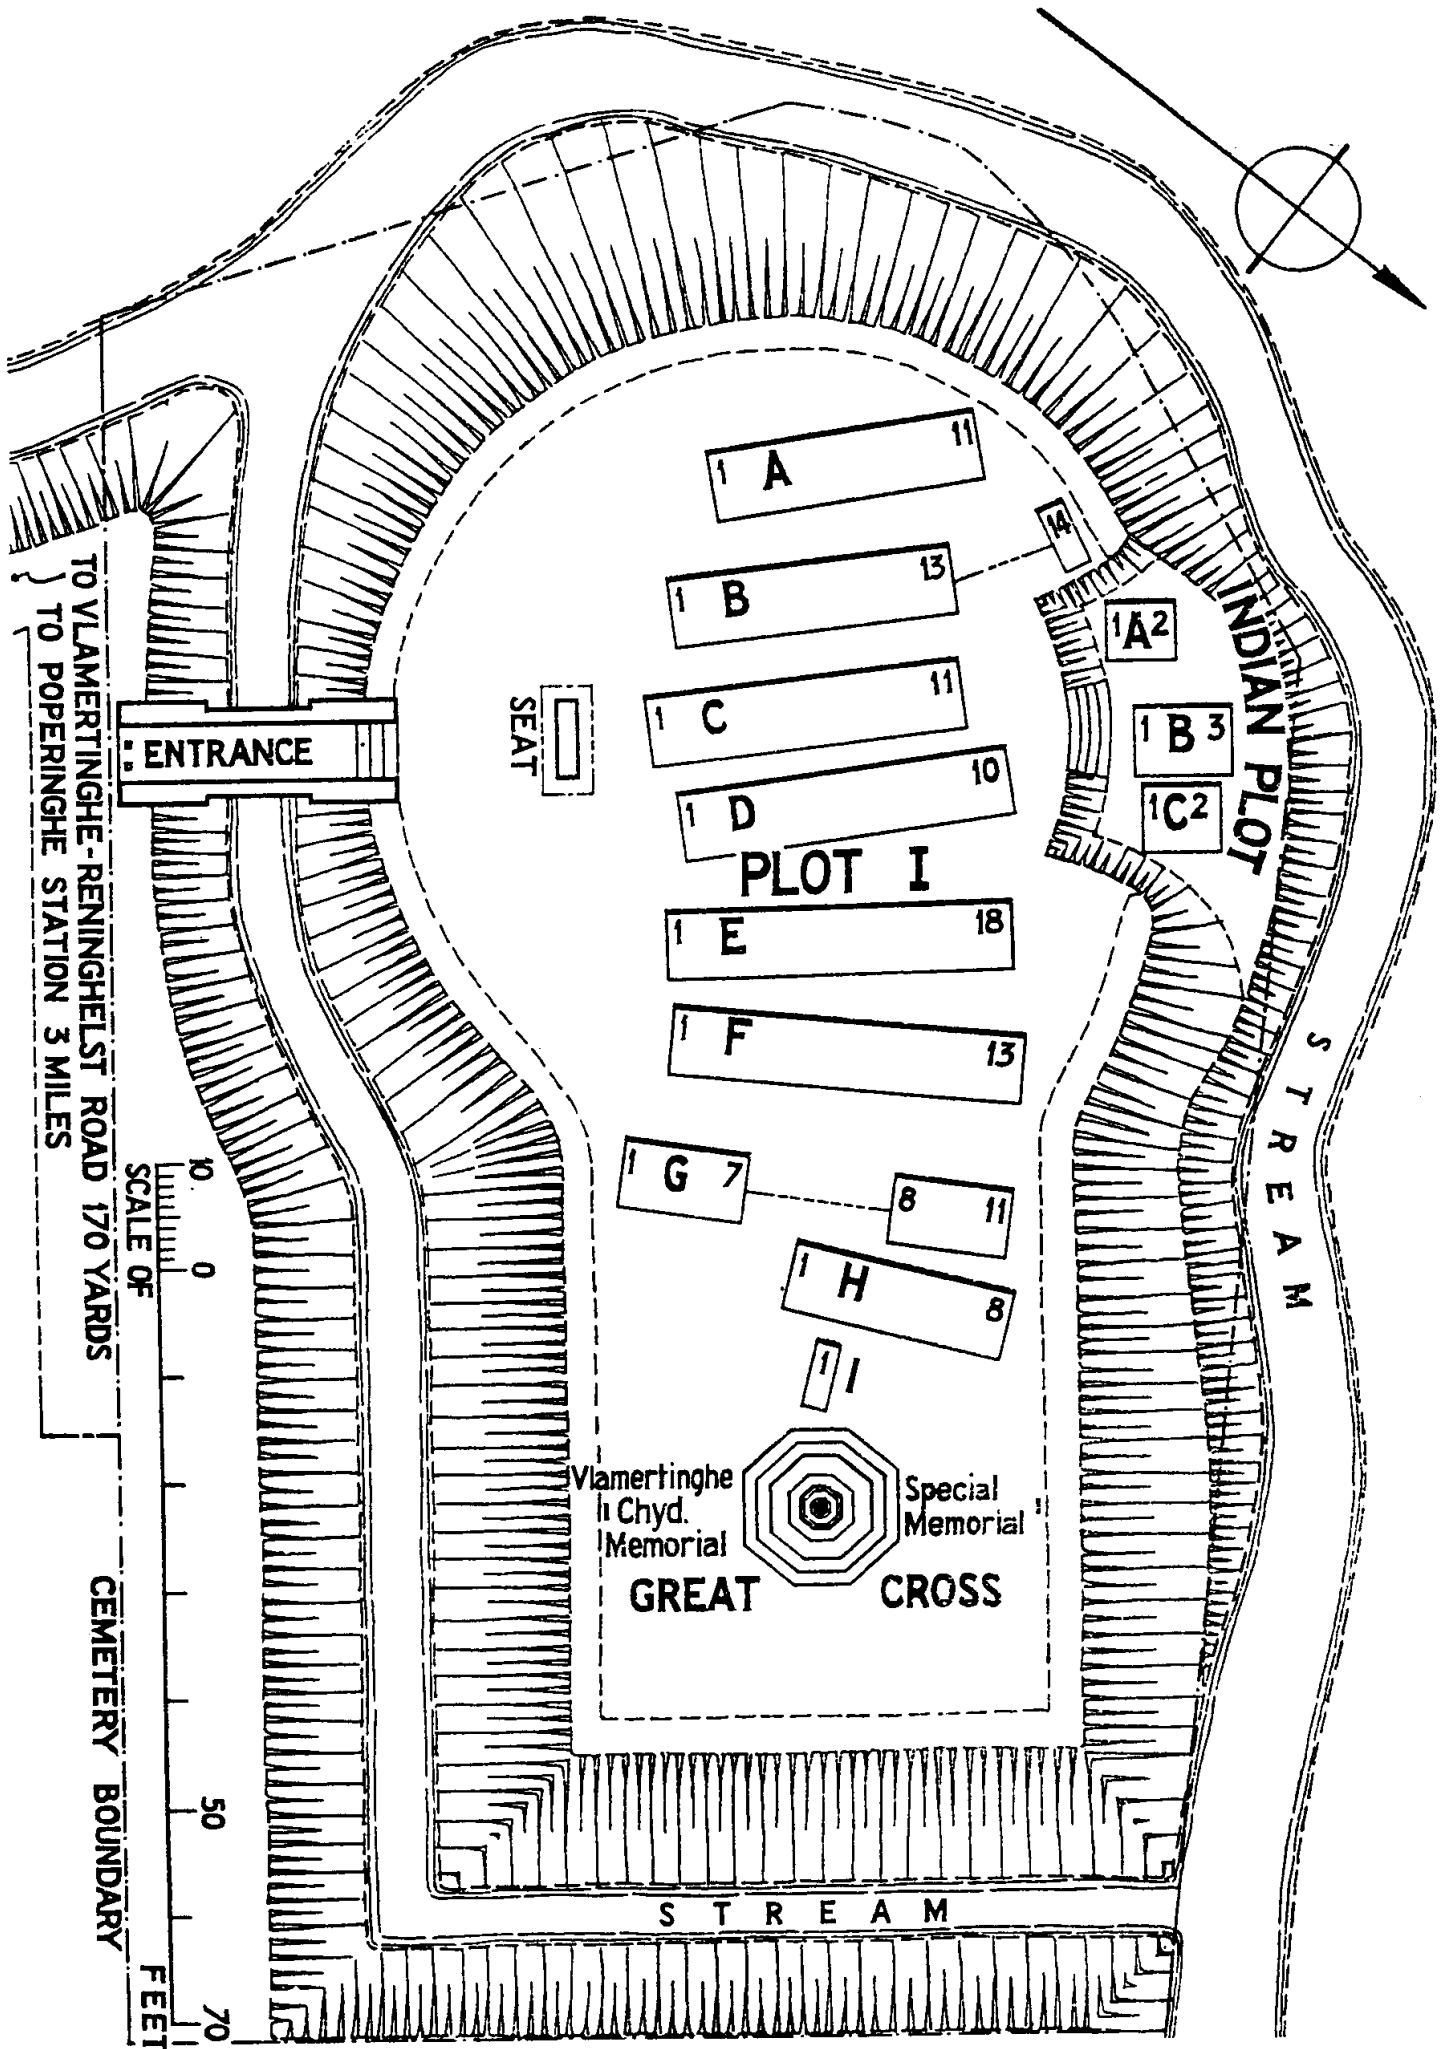 1 A 11
1 B 13
14
1 C 11
1 D 10
PLOT I
1 E 18
1 F 13
1 G 7
8 11
1 H 8
1 I
INDIAN PLOT
1 A 2
1 B 3
1 C 2
SEAT
ENTRANCE
TO VLAMERTINGHE-RENINGHELST ROAD 170 YARDS
TO POPERINGHE STATION 3 MILES
STREAM
Vlamertinghe
Chyd.
Memorial
Special
Memorial
GREAT CROSS
STREAM
10 0 50 70
SCALE OF FEET
CEMETERY BOUNDARY